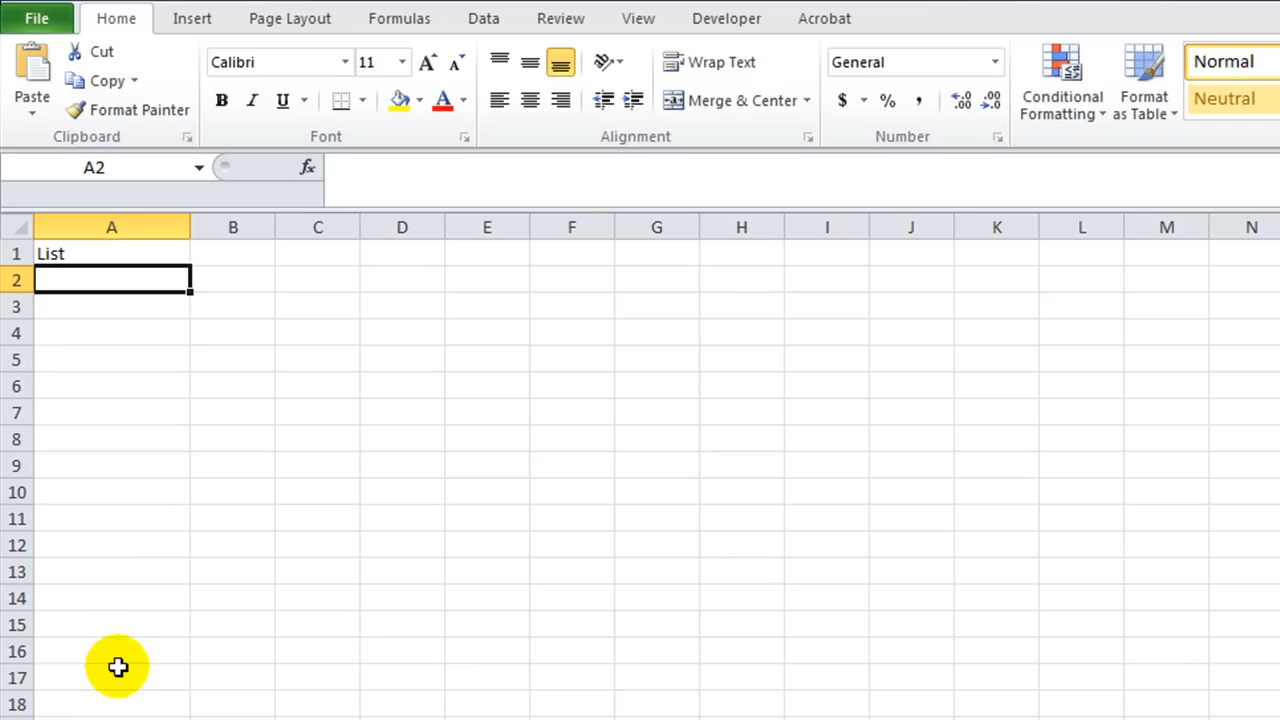 File Home Insert Page Layout Formulas Data Review View Developer Acrobat
Paste
Cut
Copy
Format Painter
Clipboard
Calibri 11
B I U A
Font
Wrap Text
Merge & Center
Alignment
General
$ % ,
Number
Conditional Formatting
Format as Table
Normal
Neutral
A2 fx
A B C D E F G H I J K L M N
1 List
2
3
4
5
6
7
8
9
10
11
12
13
14
15
16
17
18